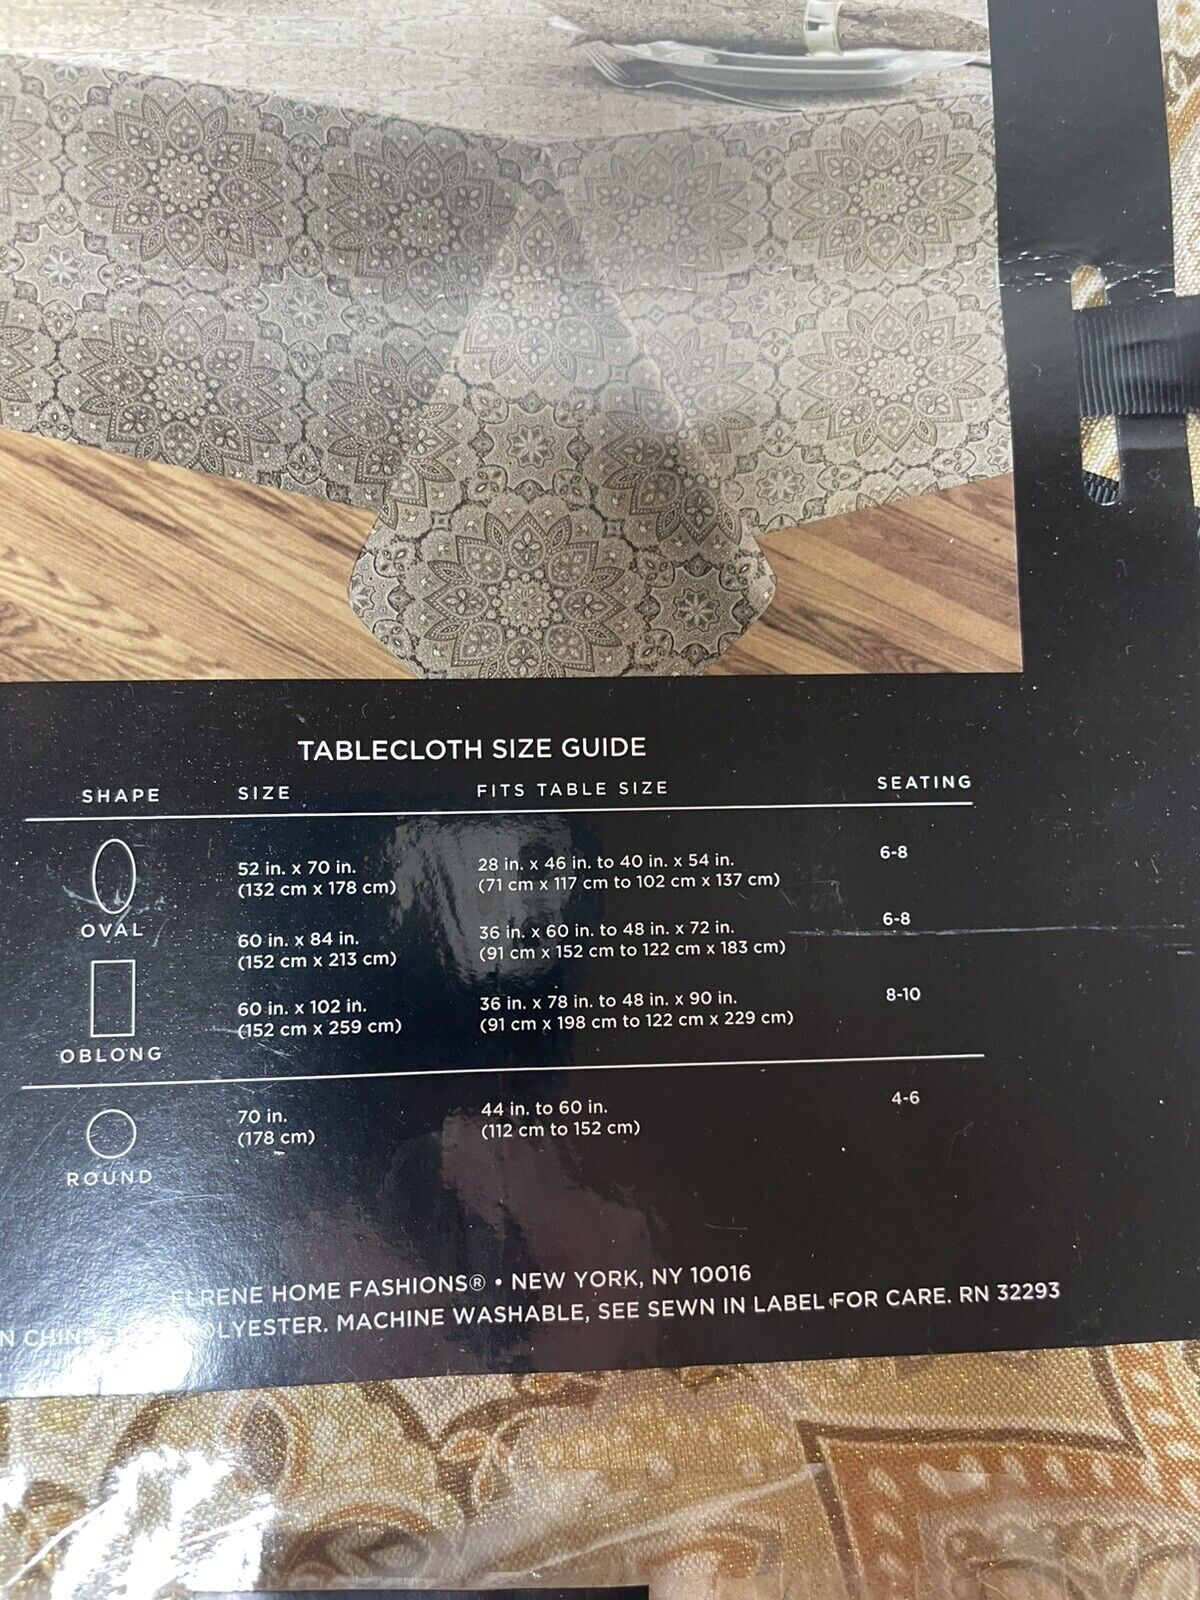 TABLECLOTH SIZE GUIDE
SHAPE SIZE FITS TABLE SIZE SEATING
52 in. x 70 in. 28 in. x 46 in. to 40 in. x 54 in. 6-8
(132 cm x 178 cm) (71 cm x 117 cm to 102 cm x 137 cm)
OVAL
60 in. x 84 in. 36 in. x 60 in. to 48 in. x 72 in. 6-8
(152 cm x 213 cm) (91 cm x 152 cm to 122 cm x 183 cm)
60 in. x 102 in. 36 in. x 78 in. to 48 in. x 90 in. 8-10
(152 cm x 259 cm) (91 cm x 198 cm to 122 cm x 229 cm)
OBLONG
70 in. 44 in. to 60 in. 4-6
(178 cm) (112 cm to 152 cm)
ROUND
ELRENE HOME FASHIONS® • NEW YORK, NY 10016
MACHINE WASHABLE, SEE SEWN IN LABEL FOR CARE. RN 32293